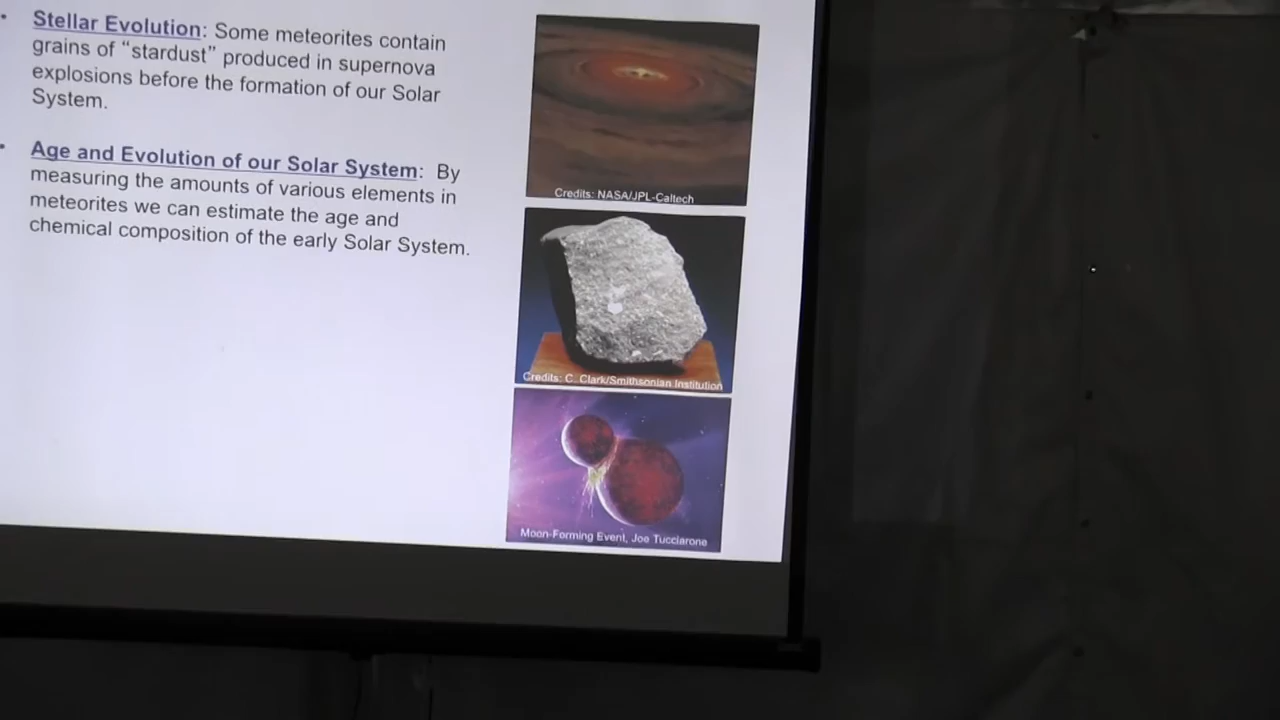 • Stellar Evolution: Some meteorites contain
grains of “stardust” produced in supernova
explosions before the formation of our Solar
System.
• Age and Evolution of our Solar System: By
measuring the amounts of various elements in
meteorites we can estimate the age and
chemical composition of the early Solar System.
Credits: NASA/JPL-Caltech
Credits: C. Clark/Smithsonian Institution
Moon-Forming Event, Joe Tucciarone